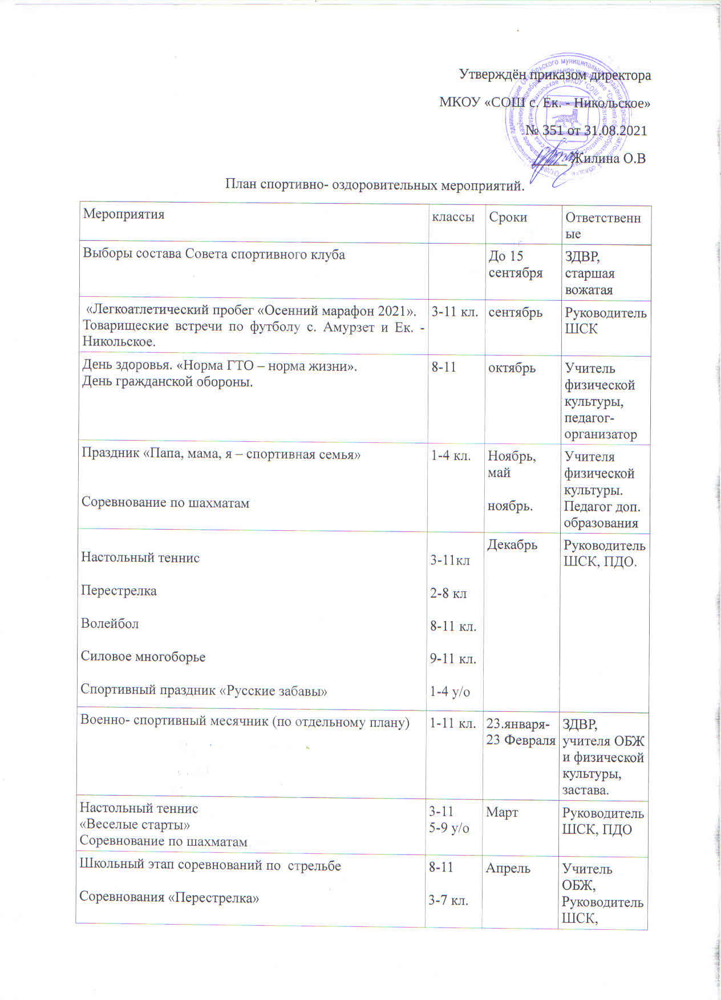 Утверждён приказом директора
МКОУ «СОШ с. Ек. - Никольское»
№ 351 от 31.08.2021
Жилина О.В
План спортивно- оздоровительных мероприятий.
Мероприятия
классы
Сроки
Ответственн
ые
Выборы состава Совета спортивного клуба
До 15
сентября
ЗДВР,
старшая
вожатая
«Легкоатлетический пробег «Осенний марафон 2021».
Товарищеские встречи по футболу с. Амурзет и Ек. -
Никольское.
3-11 кл.
сентябрь
Руководитель
ШСК
День здоровья. «Норма ГТО – норма жизни».
День гражданской обороны.
8-11
октябрь
Учитель
физической
культуры,
педагог-
организатор
Праздник «Папа, мама, я – спортивная семья»
Соревнование по шахматам
1-4 кл.
Ноябрь,
май
ноябрь.
Учителя
физической
культуры.
Педагог доп.
образования
Настольный теннис
Перестрелка
Волейбол
Силовое многоборье
Спортивный праздник «Русские забавы»
3-11кл
2-8 кл
8-11 кл.
9-11 кл.
1-4 у/о
Декабрь
Руководитель
ШСК, ПДО.
Военно- спортивный месячник (по отдельному плану)
1-11 кл.
23.января-
23 Февраля
ЗДВР,
учителя ОБЖ
и физической
культуры,
застава.
Настольный теннис
«Веселые старты»
Соревнование по шахматам
3-11
5-9 у/о
Март
Руководитель
ШСК, ПДО
Школьный этап соревнований по  стрельбе
Соревнования «Перестрелка»
8-11
3-7 кл.
Апрель
Учитель
ОБЖ,
Руководитель
ШСК,